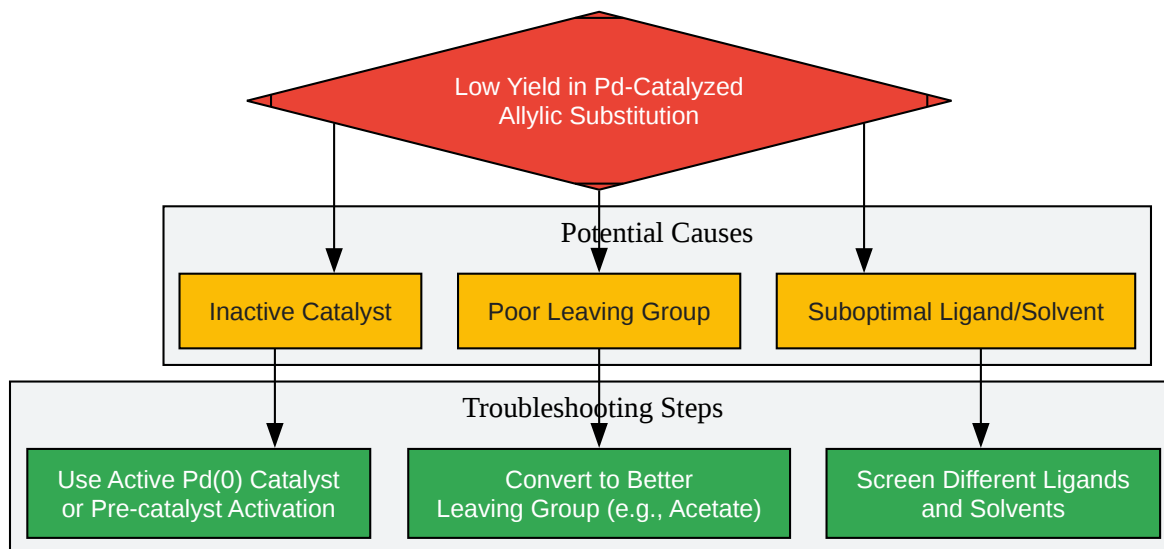 Low Yield in Pd-Catalyzed
Allylic Substitution
Potential Causes
Inactive Catalyst
Poor Leaving Group
Suboptimal Ligand/Solvent
Troubleshooting Steps
Use Active Pd(0) Catalyst
or Pre-catalyst Activation
Convert to Better
Leaving Group (e.g., Acetate)
Screen Different Ligands
and Solvents